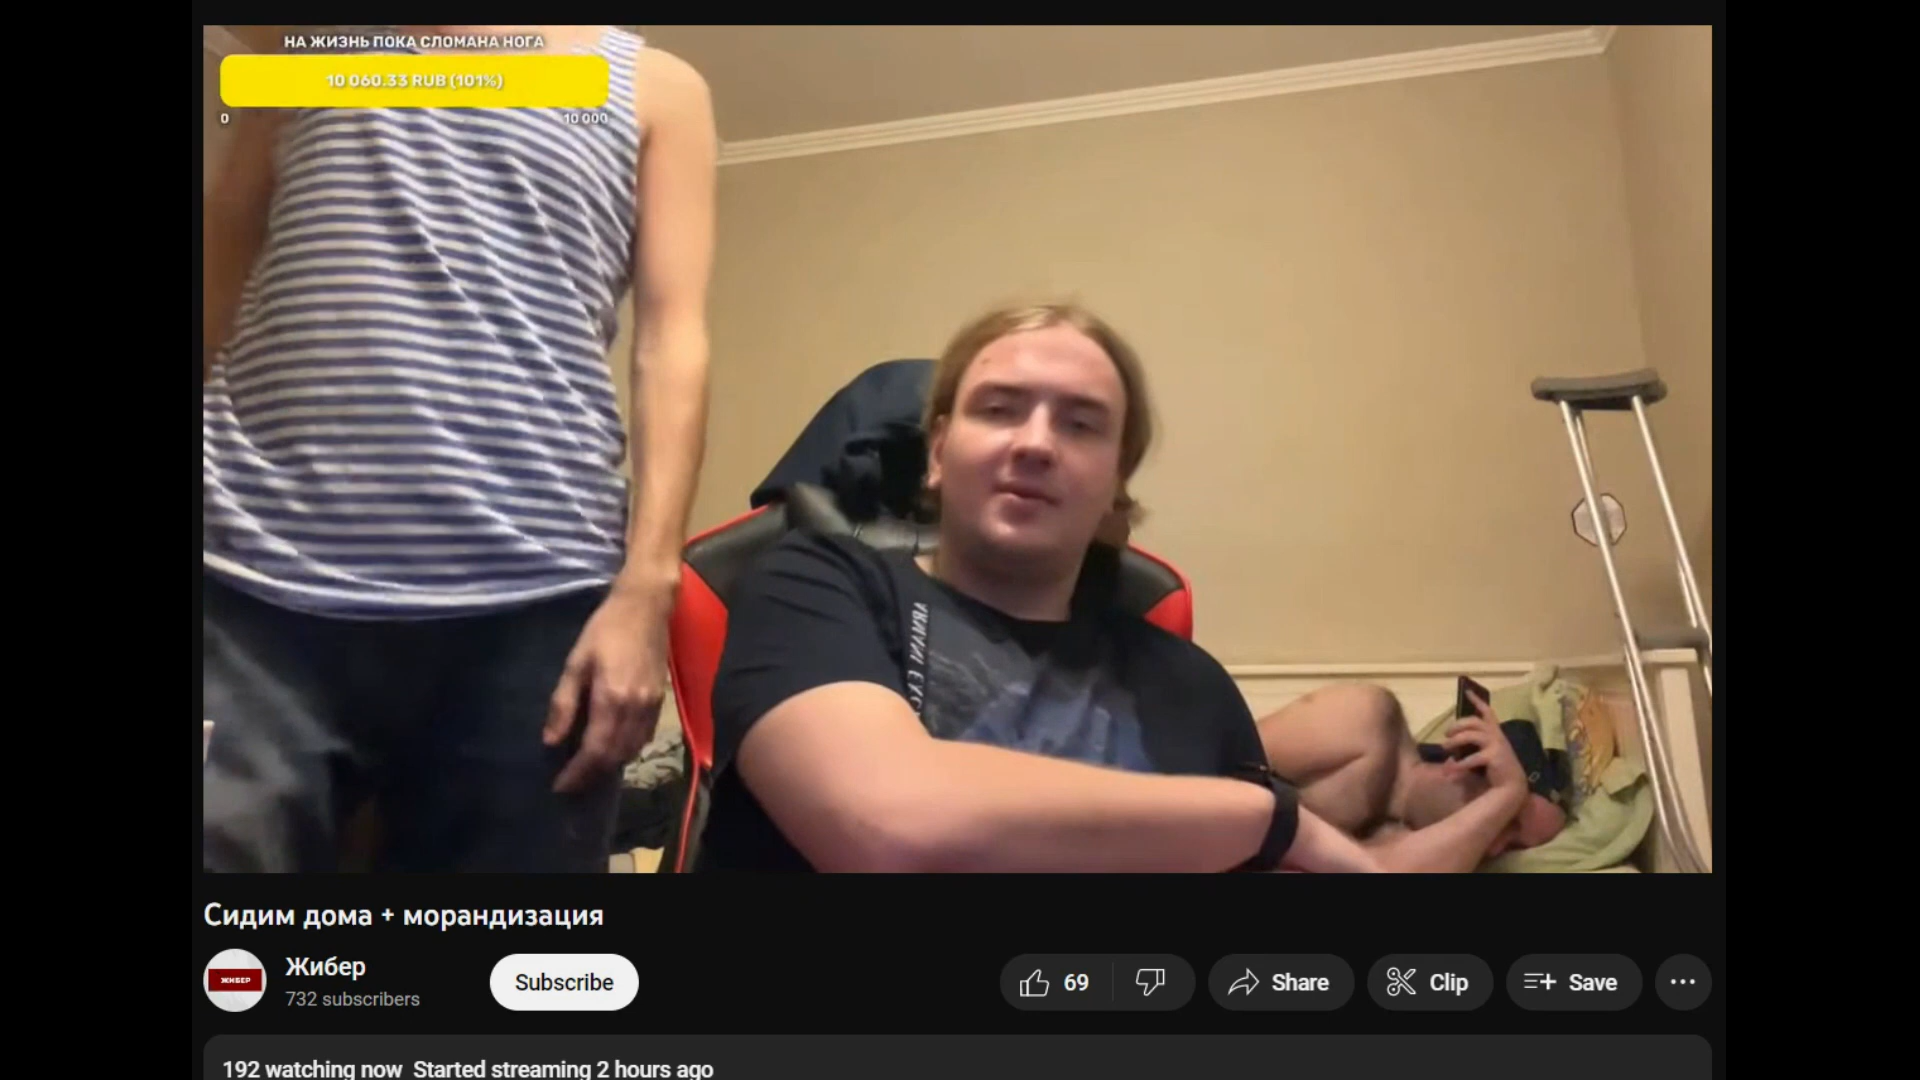 НА ЖИЗНЬ ПОКА СЛОМАНА НОГА
10 060.33 RUB (101%)
0
10 000
Сидим дома + морандизация
ЖИБЕР
Жибер
732 subscribers
Subscribe
69
Share
Clip
Save
192 watching now Started streaming 2 hours ago